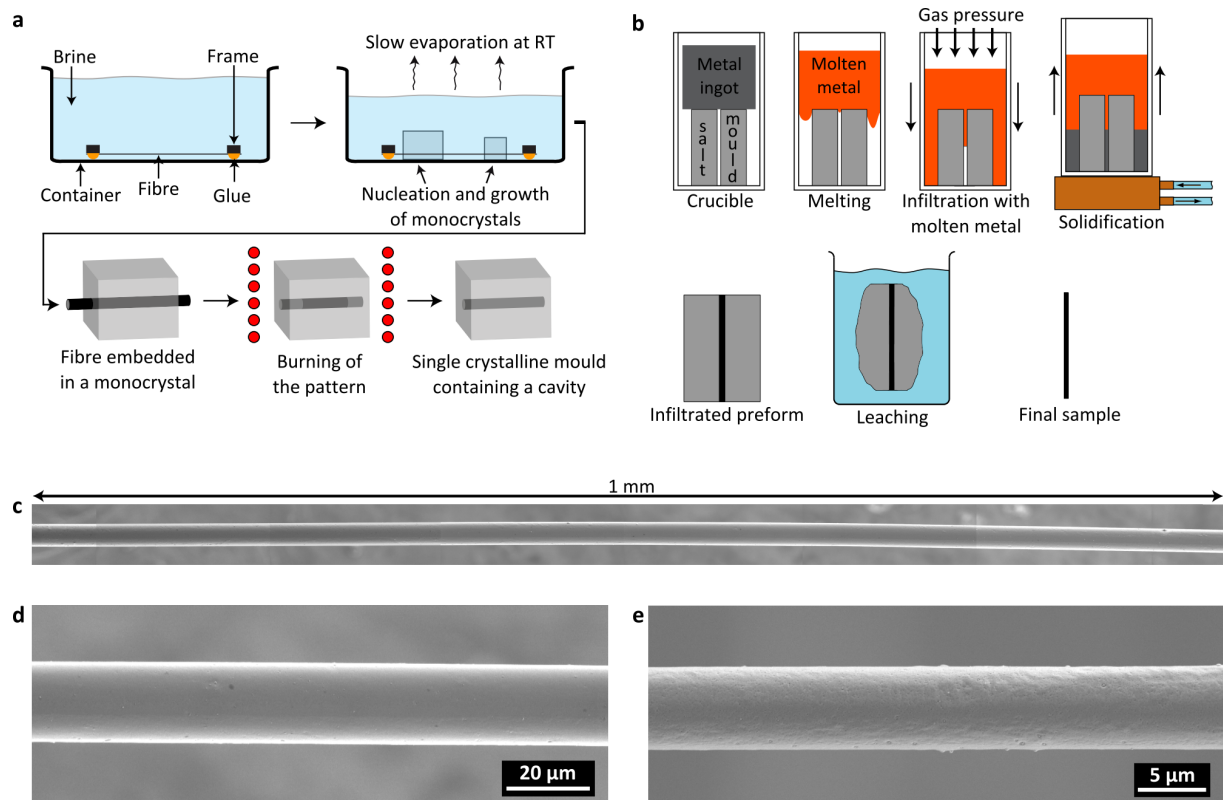 a
Slow evaporation at RT
Brine
Frame
Container
Fibre
Glue
Nucleation and growth
of monocrystals
Fibre embedded
in a monocrystal
Burning of
the pattern
Single crystalline mould
containing a cavity
b
Gas pressure
Metal
ingot
salt
mould
Molten
metal
Crucible
Melting
Infiltration with
molten metal
Solidification
Infiltrated preform
Leaching
Final sample
1 mm
c
d
20 µm
e
5 µm